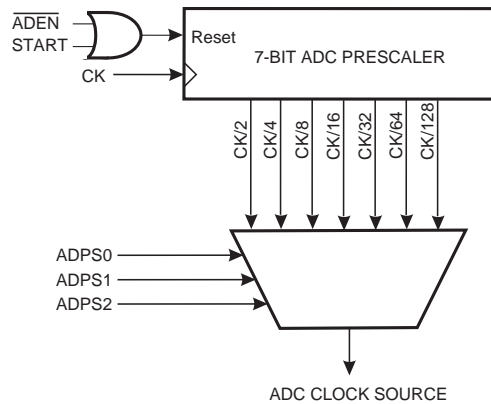 ADEN
START
Reset
CK
7-BIT ADC PRESCALER
CK/2
CK/4
CK/8
CK/16
CK/32
CK/64
CK/128
ADPS0
ADPS1
ADPS2
ADC CLOCK SOURCE